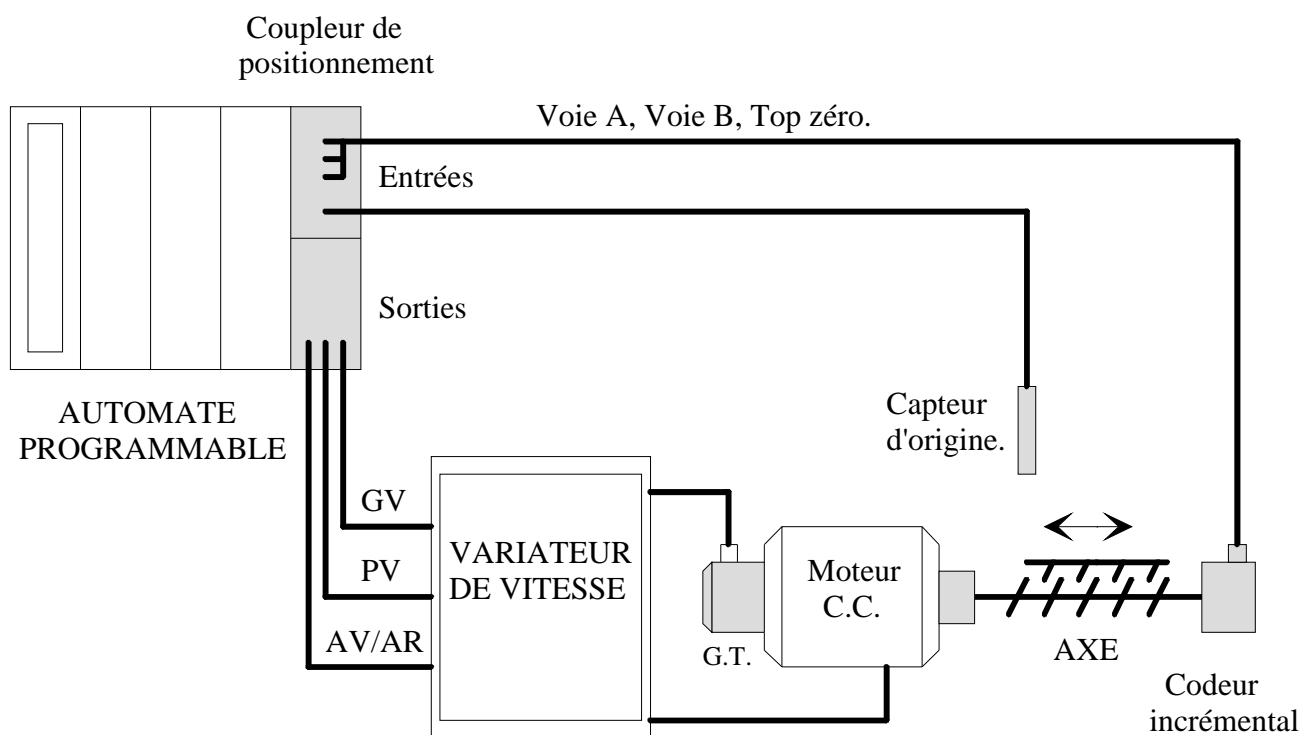 Coupleur de
positionnement
Voie A, Voie B, Top zéro.
Entrées
Sorties
AUTOMATE
PROGRAMMABLE
Capteur
d'origine.
GV
PV
AV/AR
VARIATEUR
DE VITESSE
Moteur
C.C.
G.T.
AXE
Codeur
incrémental